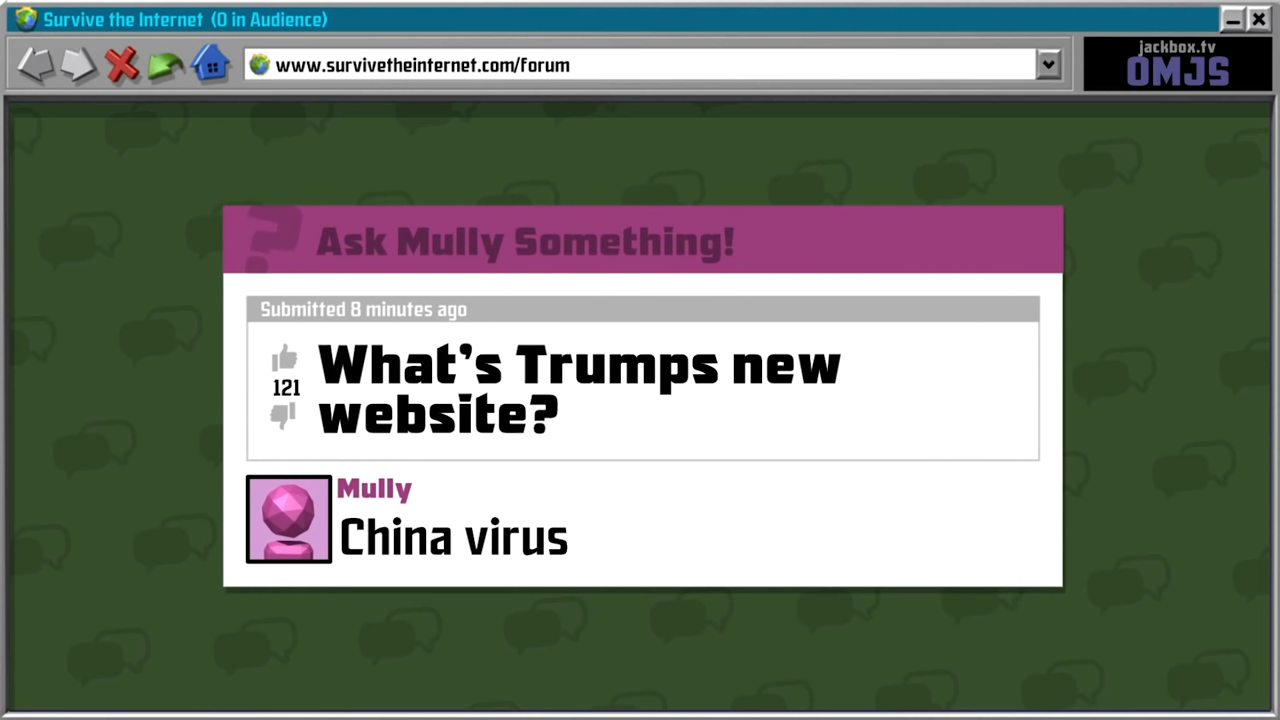 Survive the Internet (0 in Audience)
jackbox.tv
OMJS
www.survivetheinternet.com/forum
? Ask Mully Something!
Submitted 8 minutes ago
121
What's Trumps new
website?
Mully
China virus